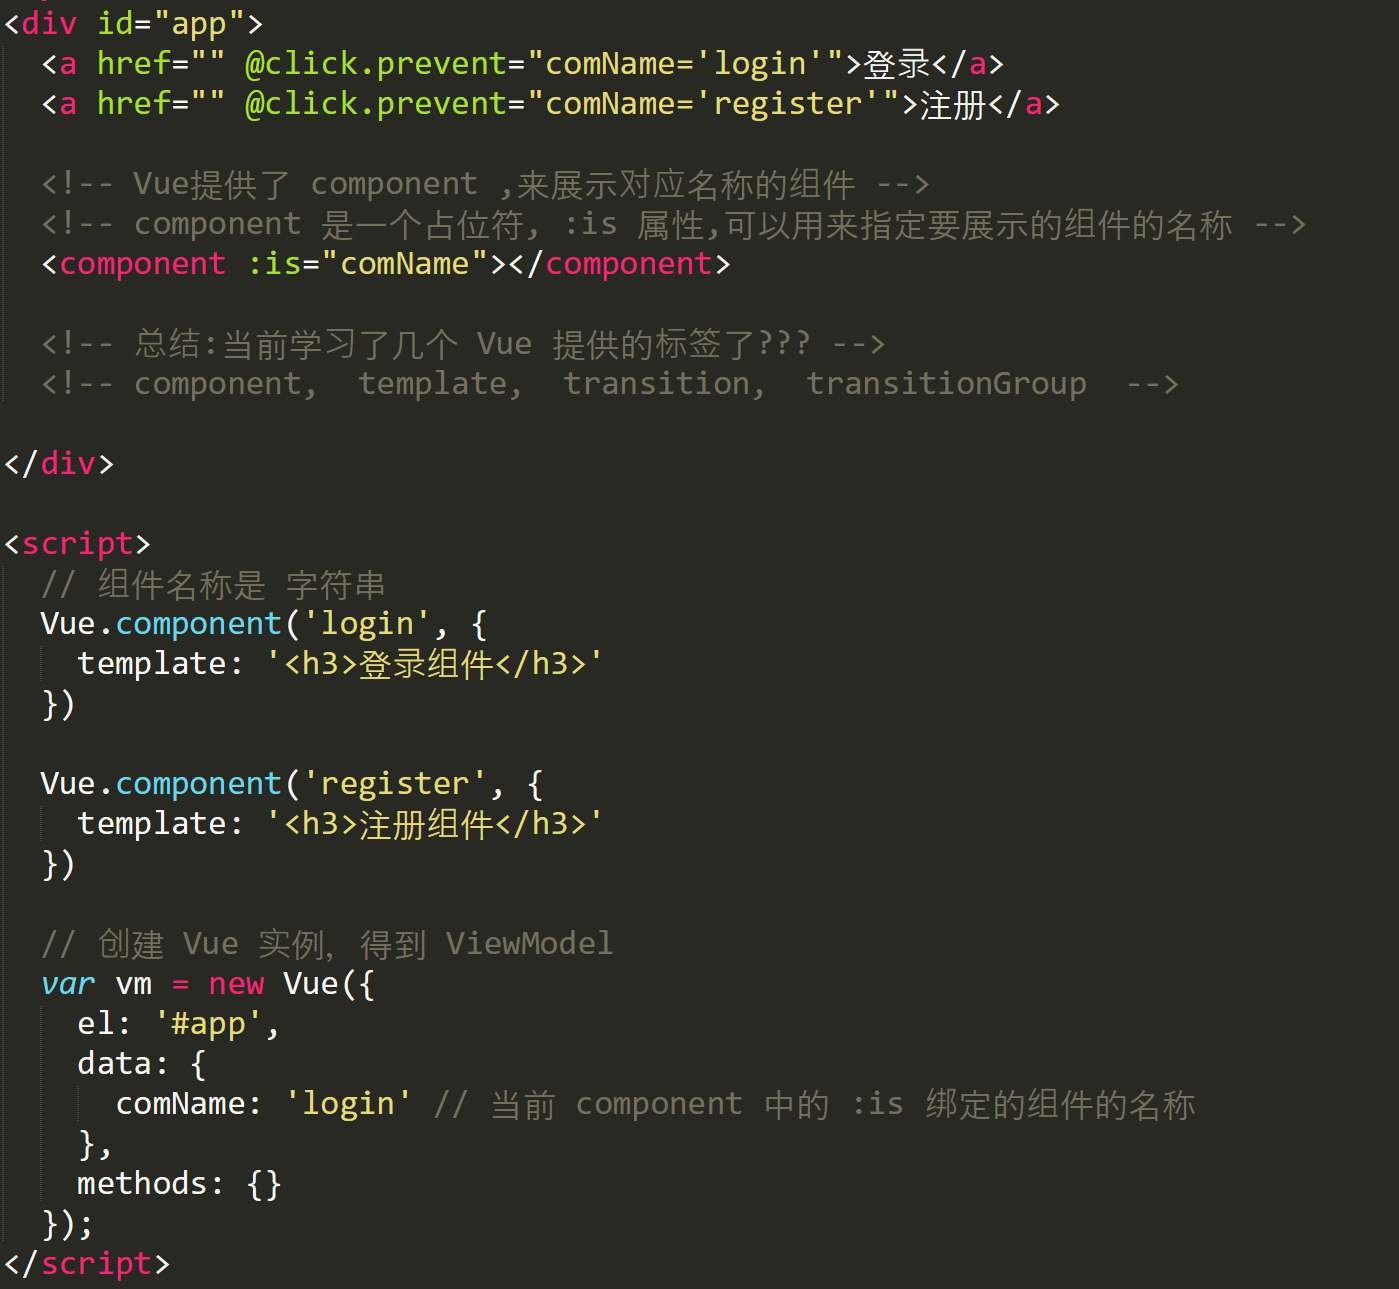 <div id="app">
<a href="" @click.prevent="comName='login'">登录</a>
<a href="" @click.prevent="comName='register'">注册</a>
<!-- Vue提供了 component ,来展示对应名称的组件 -->
<!-- component 是一个占位符, :is 属性,可以用来指定要展示的组件的名称 -->
<component :is="comName"></component>
<!-- 总结:当前学习了几个 Vue 提供的标签了??? -->
<!-- component,  template,  transition,  transitionGroup  -->
</div>
<script>
// 组件名称是 字符串
Vue.component('login', {
template: '<h3>登录组件</h3>'
})
Vue.component('register', {
template: '<h3>注册组件</h3>'
})
// 创建 Vue 实例, 得到 ViewModel
var vm = new Vue({
el: '#app',
data: {
comName: 'login' // 当前 component 中的 :is 绑定的组件的名称
},
methods: {}
});
</script>